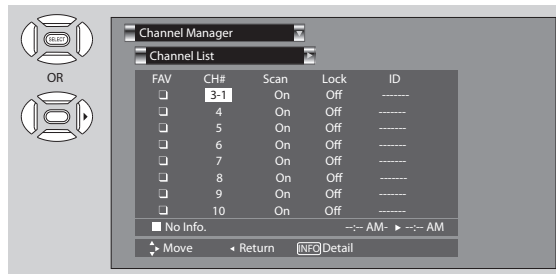 SELECT
OR
Channel Manager
Channel List
FAV CH# Scan Lock ID
❏ 3-1 On Off -------
❏ 4 On Off -------
❏ 5 On Off -------
❏ 6 On Off -------
❏ 7 On Off -------
❏ 8 On Off -------
❏ 9 On Off -------
❏ 10 On Off -------
No Info. --:-- AM- ▸ --:-- AM
Move ◂ Return INFO Detail